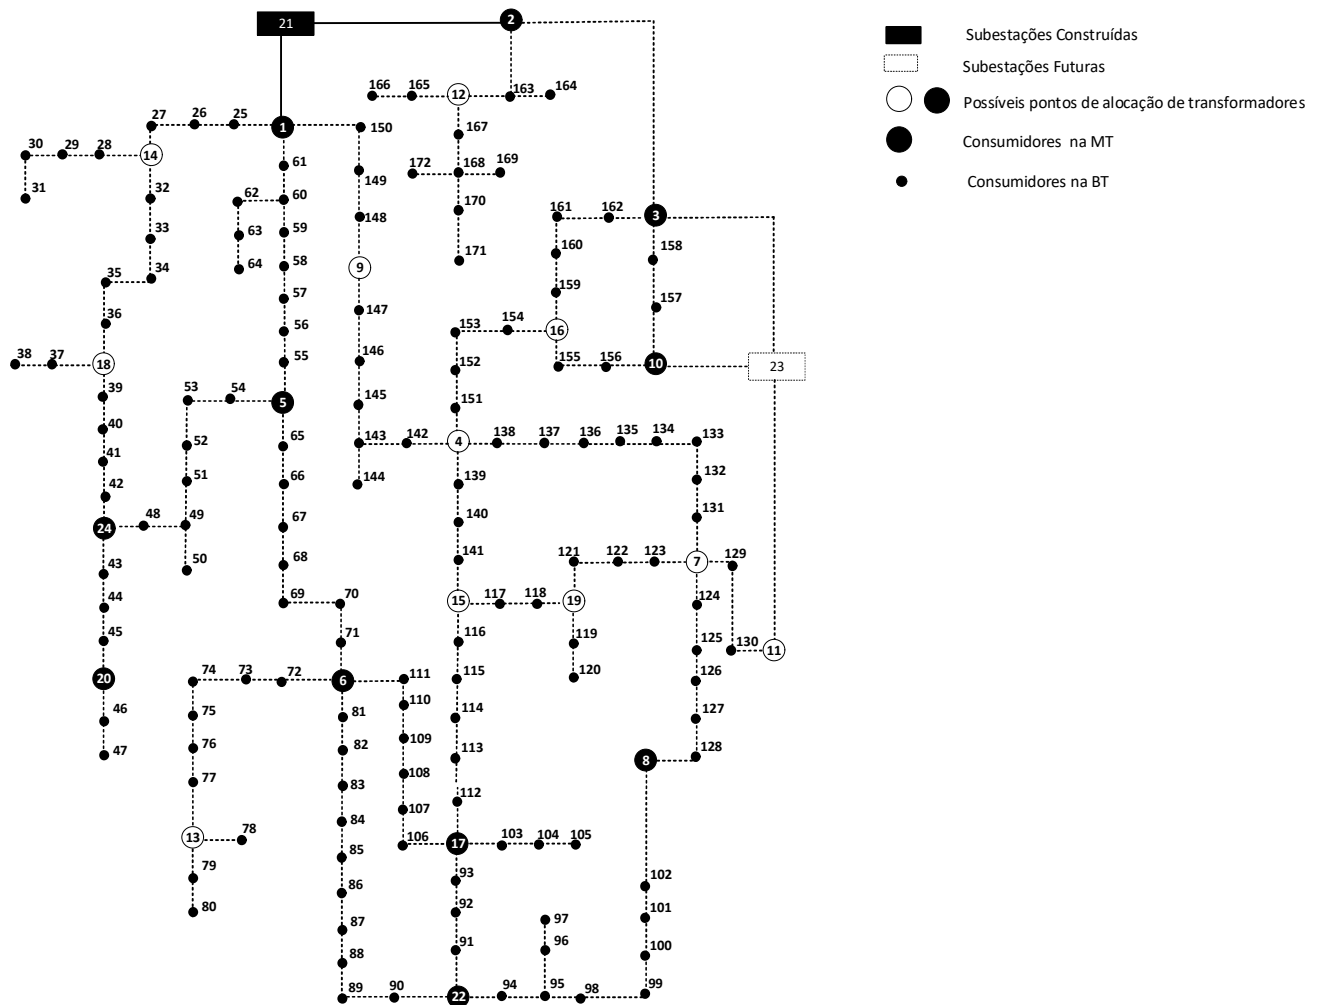 21
2
Subestações Construídas
Subestações Futuras
Possíveis pontos de alocação de transformadores
Consumidores na MT
Consumidores na BT
166 165 12 163 164
27 26 25 1 150
30 29 28 14
167
61 149
172 168 169
31 32 62 60
170
148
161 162 3
33 63 59
158
64 58 9 171 160
35 34
159 157
57 147
36 56
153 154 16
146
38 37 18 55
152 155 156 10 23
39 53 54 5 145
151
40 65 143 142 4 138 137 136 135 134 133
52
41 66 144 139 132
51
42 140 131
24 48 49 67
121 122 123 7 129
43 50 68 141
44 69 70 15 117 118 19 124
45 71 116 119 125 130 11
20 74 73 72 6 111 115 120 126
46 75 81 110 114 127
47 76 82 109 113 8 128
77 83 108
107 112
84
13 78 106 17 103 104 105
85
79 86 93 102
80 87 92 97 101
88 91 96 100
89 90 22 94 95 98 99